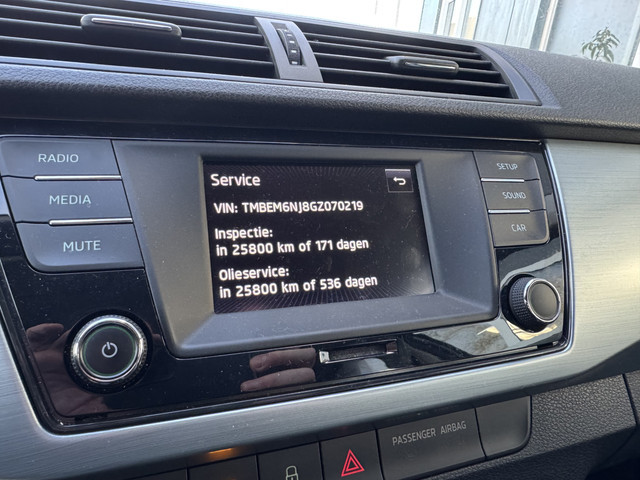 RADIO
MEDIA
MUTE
Service
VIN: TMBEM6NJ8GZ070219
Inspectie:
in 25800 km of 171 dagen
Olieservice:
in 25800 km of 536 dagen
SETUP
SOUND
CAR
PASSENGER AIRBAG